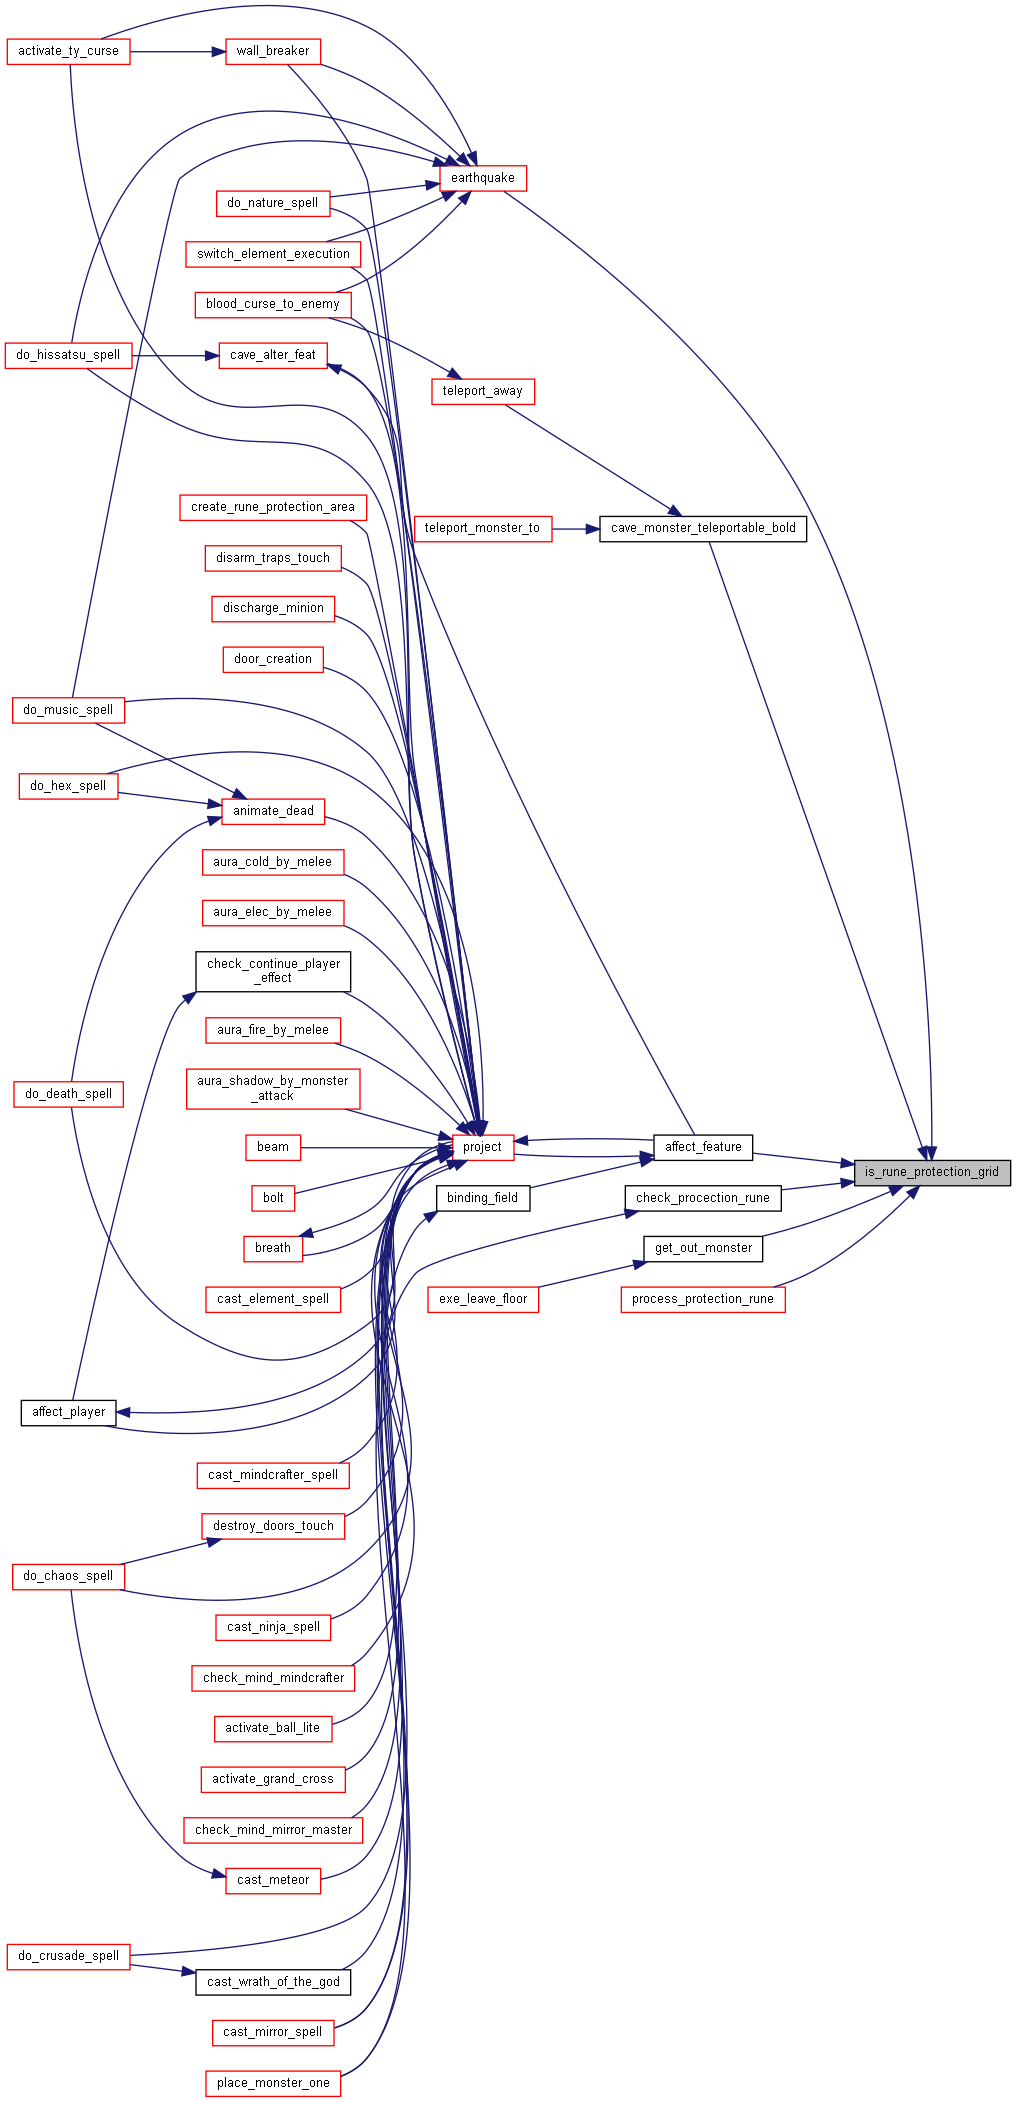 activate_ty_curse
wall_breaker
earthquake
do_nature_spell
switch_element_execution
blood_curse_to_enemy
do_hissatsu_spell
cave_alter_feat
teleport_away
create_rune_protection_area
teleport_monster_to
cave_monster_teleportable_bold
disarm_traps_touch
discharge_minion
door_creation
do_music_spell
do_hex_spell
animate_dead
aura_cold_by_melee
aura_elec_by_melee
check_continue_player
_effect
aura_fire_by_melee
aura_shadow_by_monster
_attack
do_death_spell
beam
project
affect_feature
is_rune_protection_grid
bolt
binding_field
check_procection_rune
breath
get_out_monster
cast_element_spell
exe_leave_floor
process_protection_rune
affect_player
cast_mindcrafter_spell
destroy_doors_touch
do_chaos_spell
cast_ninja_spell
check_mind_mindcrafter
activate_ball_lite
activate_grand_cross
check_mind_mirror_master
cast_meteor
do_crusade_spell
cast_wrath_of_the_god
cast_mirror_spell
place_monster_one